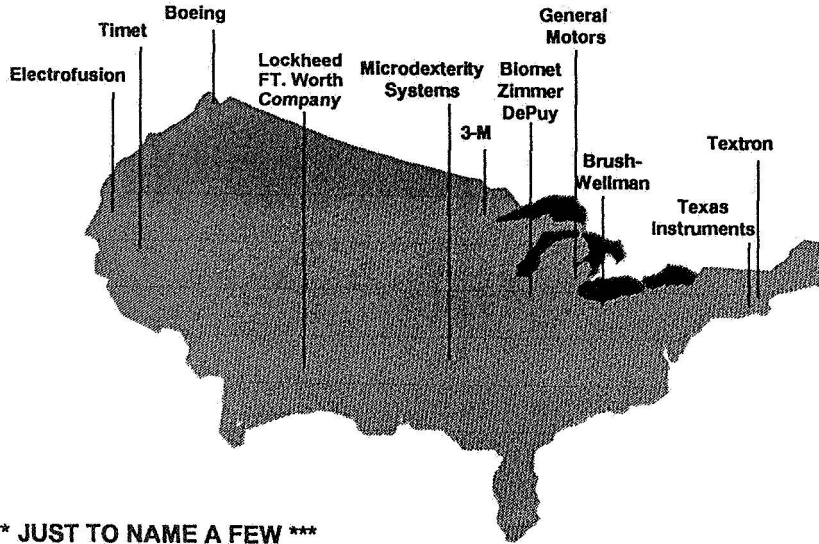 Boeing
Timet
Electrofusion
Lockheed
FT. Worth
Company
Microdexterity
Systems
3-M
Biomet
Zimmer
DePuy
General
Motors
Brush-
Wellman
Textron
Texas
Instruments
* JUST TO NAME A FEW ***